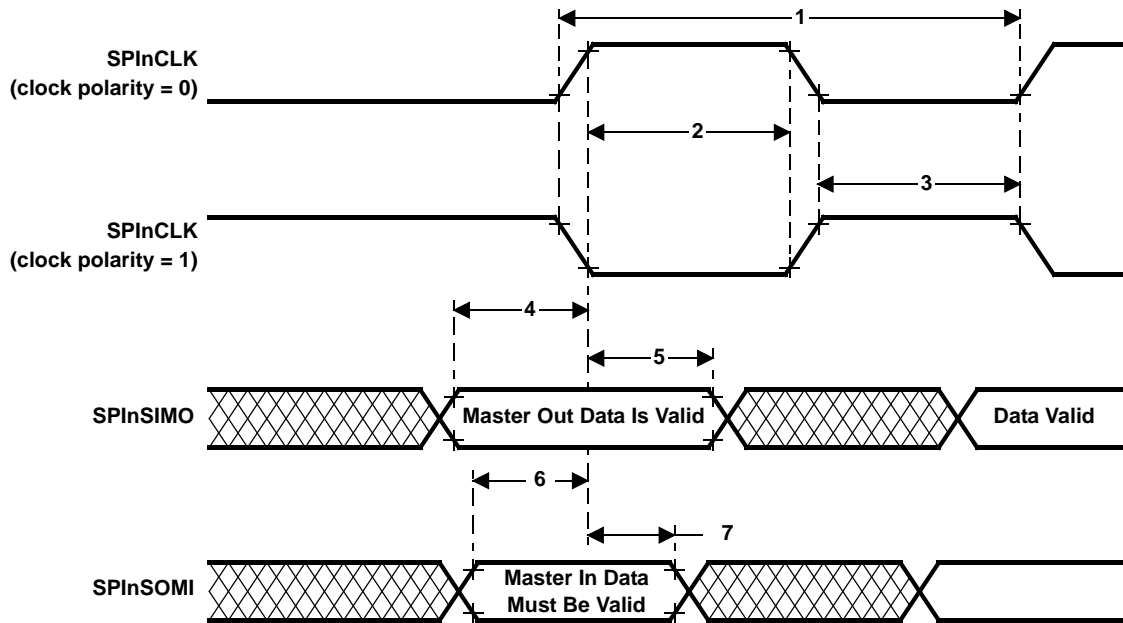 1
SPInCLK
(clock polarity = 0)
2
3
SPInCLK
(clock polarity = 1)
4
5
SPInSIMO
Master Out Data Is Valid
Data Valid
6
7
SPInSOMI
Master In Data
Must Be Valid